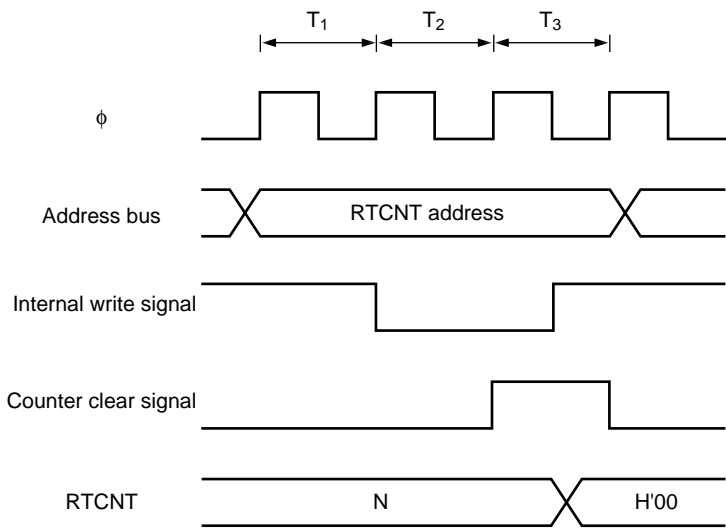 T1 T2 T3
φ
Address bus RTCNT address
Internal write signal
Counter clear signal
RTCNT N H'00